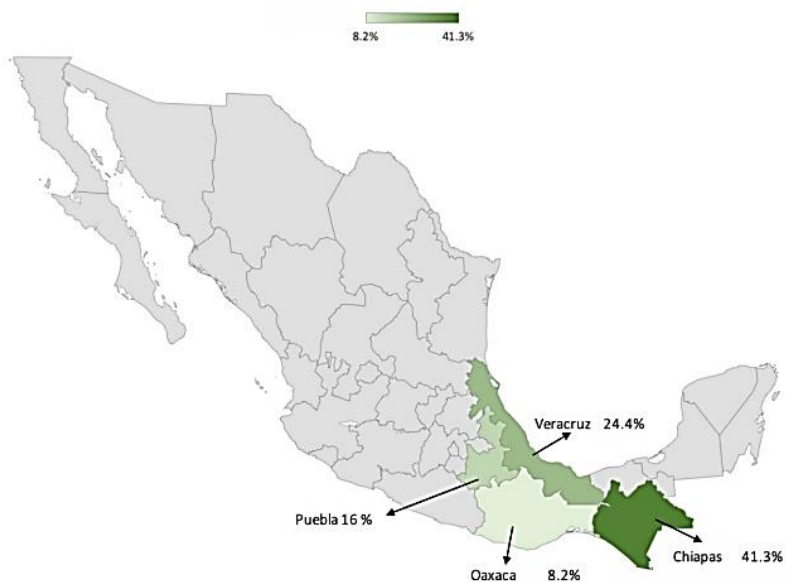 8.2% 41.3%
Veracruz 24.4%
Puebla 16 %
Chiapas 41.3%
Oaxaca 8.2%